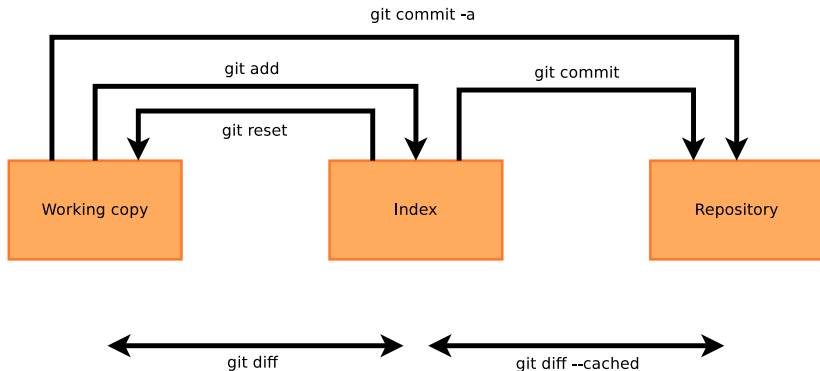 git commit -a
git add
git commit
git reset
Working copy
Index
Repository
git diff
git diff --cached